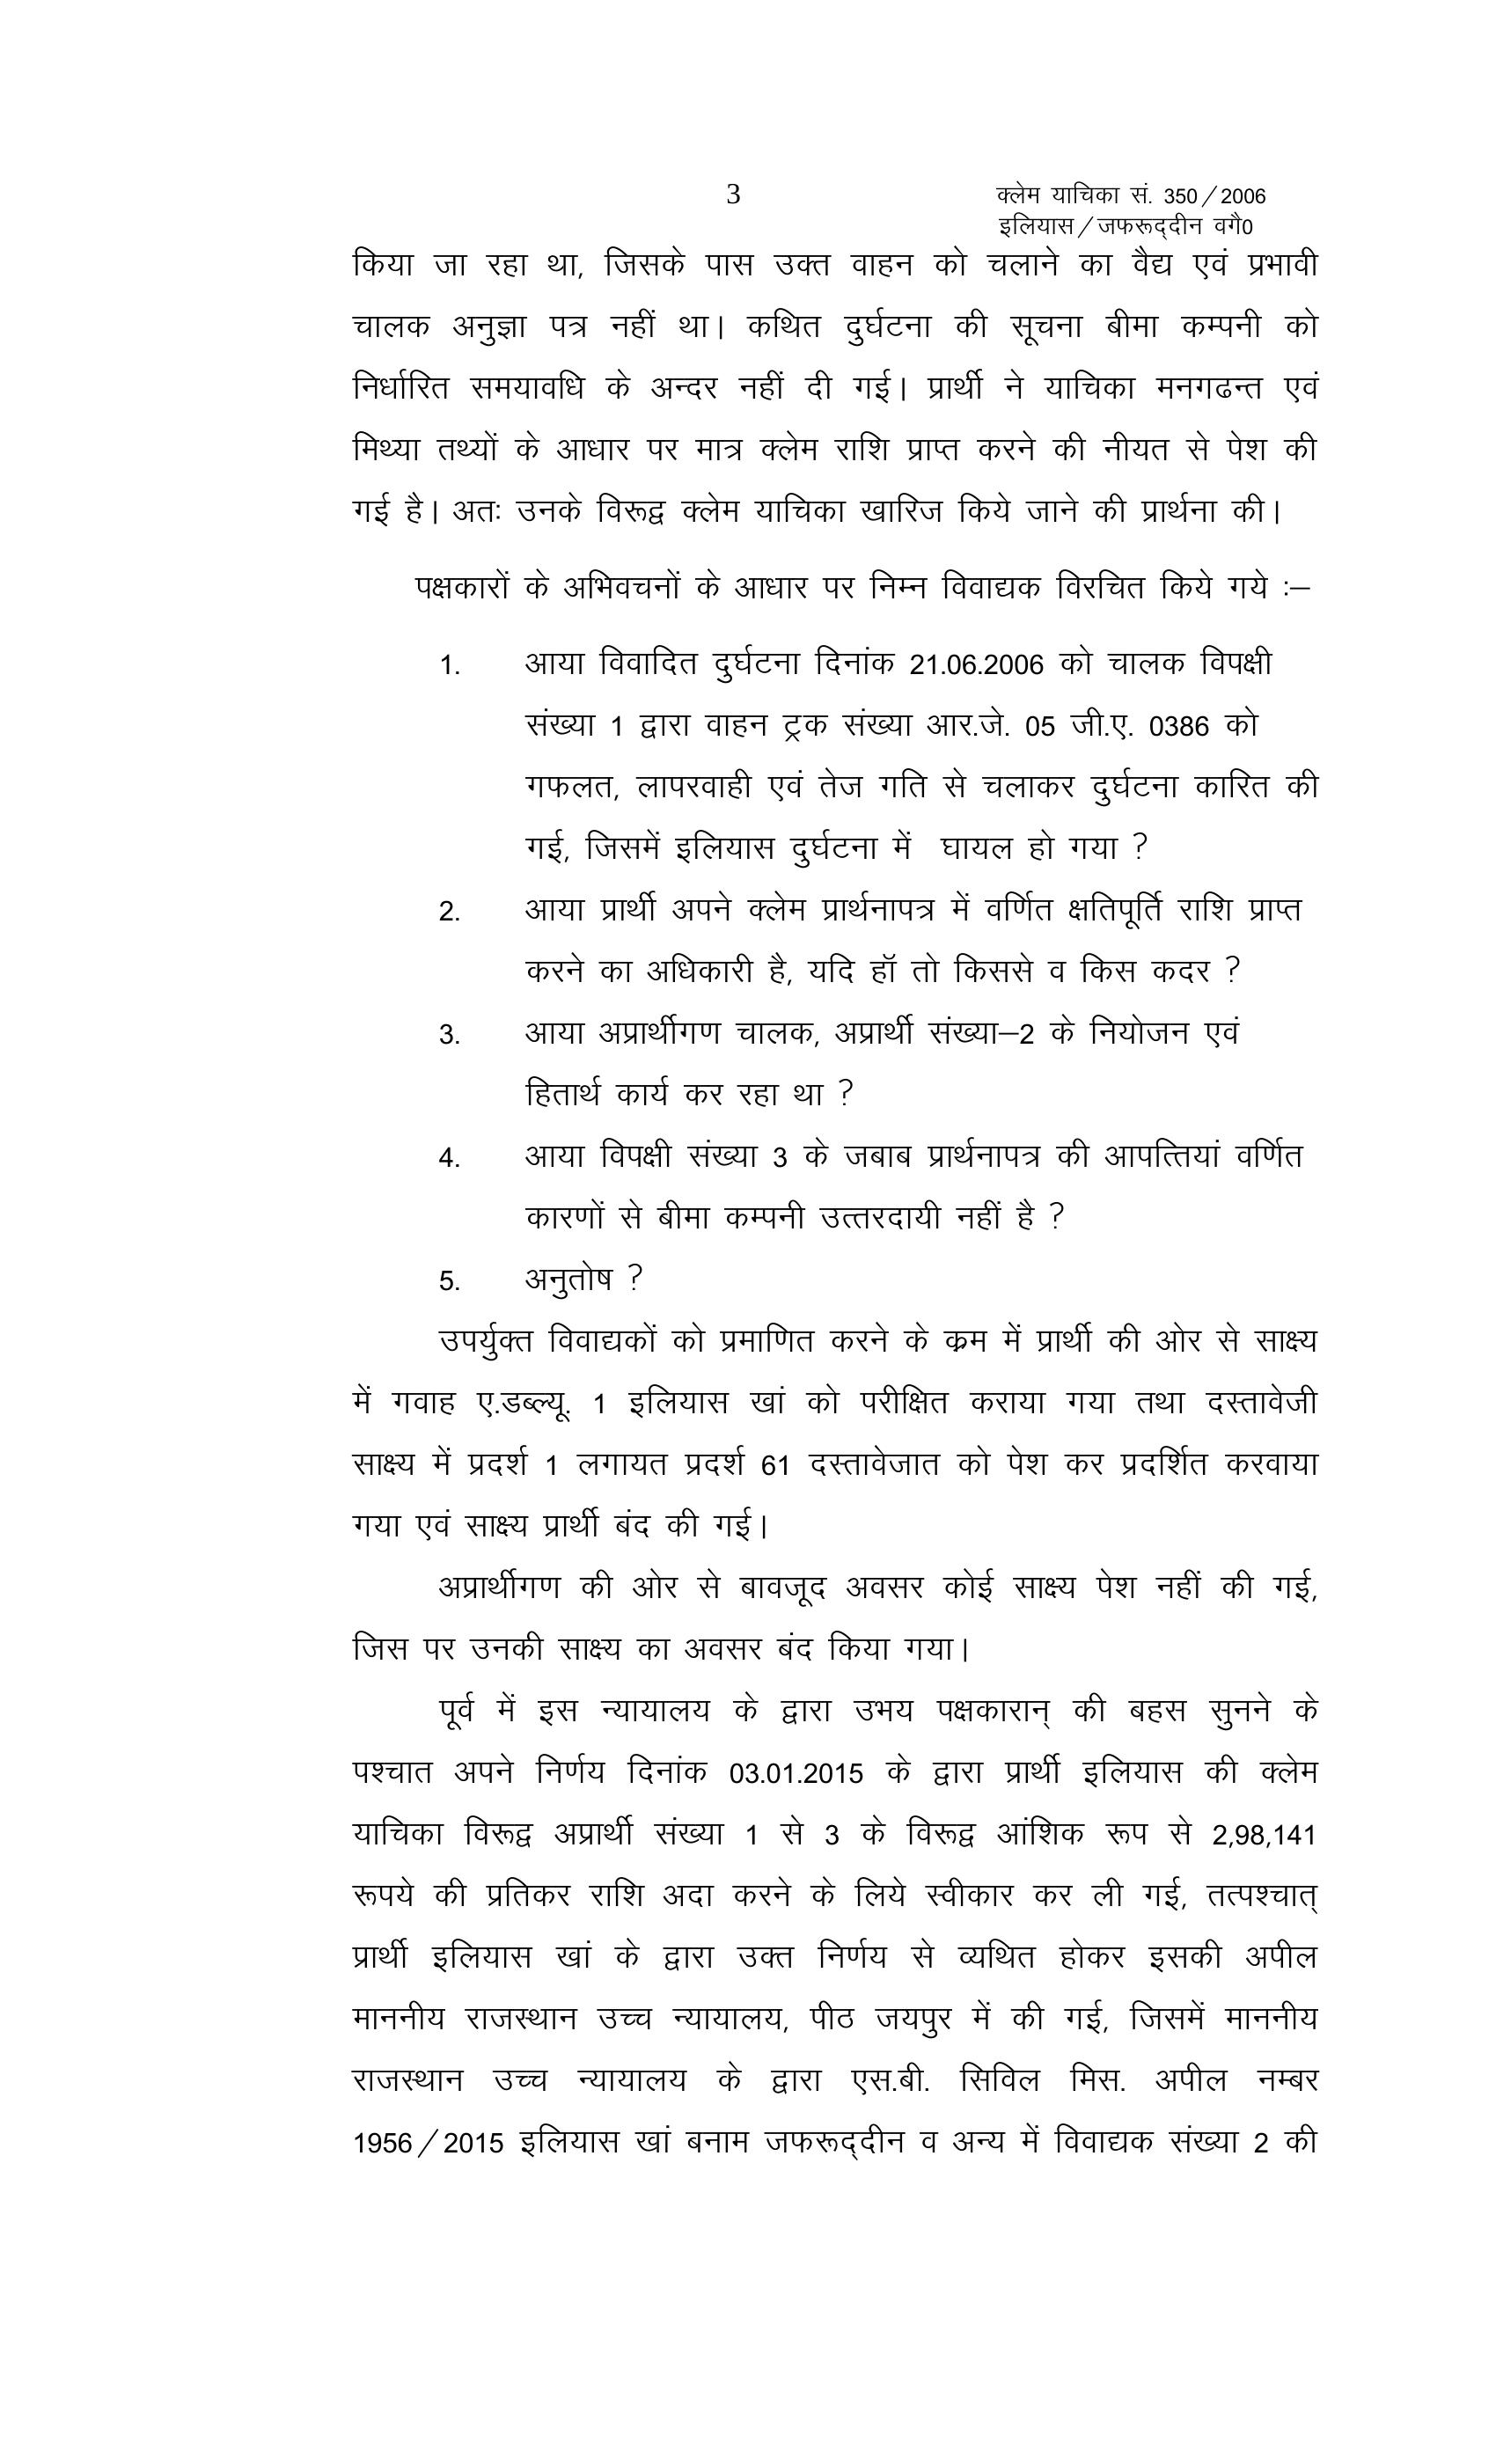 3
क्लेम याचिका सं. 350/2006
इलियास/जफरूद्दीन वगै0
किया जा रहा था, जिसके पास उक्त वाहन को चलाने का वैद्य एवं प्रभावी
चालक अनुज्ञा पत्र नहीं था। कथित दुर्घटना की सूचना बीमा कम्पनी को
निर्धारित समयावधि के अन्दर नहीं दी गई। प्रार्थी ने याचिका मनगढन्त एवं
मिथ्या तथ्यों के आधार पर मात्र क्लेम राशि प्राप्त करने की नीयत से पेश की
गई है। अतः उनके विरूद्व क्लेम याचिका खारिज किये जाने की प्रार्थना की।
पक्षकारों के अभिवचनों के आधार पर निम्न विवाद्यक विरचित किये गये :–
1. आया विवादित दुर्घटना दिनांक 21.06.2006 को चालक विपक्षी
संख्या 1 द्वारा वाहन ट्रक संख्या आर.जे. 05 जी.ए. 0386 को
गफलत, लापरवाही एवं तेज गति से चलाकर दुर्घटना कारित की
गई, जिसमें इलियास दुर्घटना में घायल हो गया ?
2. आया प्रार्थी अपने क्लेम प्रार्थनापत्र में वर्णित क्षतिपूर्ति राशि प्राप्त
करने का अधिकारी है, यदि हॉ तो किससे व किस कदर ?
3. आया अप्रार्थीगण चालक, अप्रार्थी संख्या–2 के नियोजन एवं
हितार्थ कार्य कर रहा था ?
4. आया विपक्षी संख्या 3 के जबाब प्रार्थनापत्र की आपत्तियां वर्णित
कारणों से बीमा कम्पनी उत्तरदायी नहीं है ?
5. अनुतोष ?
उपर्युक्त विवाद्यकों को प्रमाणित करने के क्रम में प्रार्थी की ओर से साक्ष्य
में गवाह ए.डब्ल्यू. 1 इलियास खां को परीक्षित कराया गया तथा दस्तावेजी
साक्ष्य में प्रदर्श 1 लगायत प्रदर्श 61 दस्तावेजात को पेश कर प्रदर्शित करवाया
गया एवं साक्ष्य प्रार्थी बंद की गई।
अप्रार्थीगण की ओर से बावजूद अवसर कोई साक्ष्य पेश नहीं की गई,
जिस पर उनकी साक्ष्य का अवसर बंद किया गया।
पूर्व में इस न्यायालय के द्वारा उभय पक्षकारान् की बहस सुनने के
पश्चात अपने निर्णय दिनांक 03.01.2015 के द्वारा प्रार्थी इलियास की क्लेम
याचिका विरूद्व अप्रार्थी संख्या 1 से 3 के विरूद्व आंशिक रूप से 2,98,141
रूपये की प्रतिकर राशि अदा करने के लिये स्वीकार कर ली गई, तत्पश्चात्
प्रार्थी इलियास खां के द्वारा उक्त निर्णय से व्यथित होकर इसकी अपील
माननीय राजस्थान उच्च न्यायालय, पीठ जयपुर में की गई, जिसमें माननीय
राजस्थान उच्च न्यायालय के द्वारा एस.बी. सिविल मिस. अपील नम्बर
1956/2015 इलियास खां बनाम जफरूद्दीन व अन्य में विवाद्यक संख्या 2 की